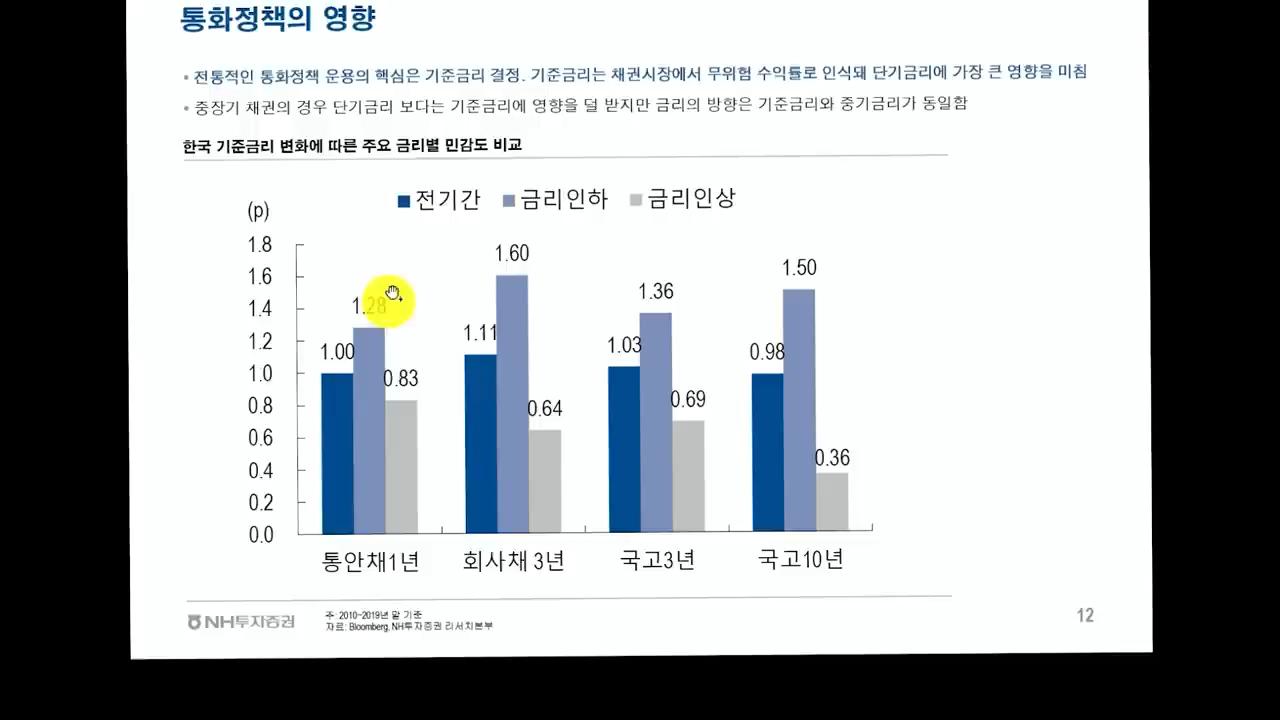 통화정책의 영향
• 전통적인 통화정책 운용의 핵심은 기준금리 결정. 기준금리는 채권시장에서 무위험 수익률로 인식돼 단기금리에 가장 큰 영향을 미침
• 중장기 채권의 경우 단기금리 보다는 기준금리에 영향을 덜 받지만 금리의 방향은 기준금리와 중기금리가 동일함
한국 기준금리 변화에 따른 주요 금리별 민감도 비교
전기간 금리인하 금리인상
(p)
1.8
1.6
1.4
1.2
1.0
0.8
0.6
0.4
0.2
0.0
1.00 1.28 0.83
1.11 1.60 0.64
1.03 1.36 0.69
0.98 1.50 0.36
통안채1년 회사채 3년 국고3년 국고10년
NH투자증권
주: 2010~2019년 말 기준
자료: Bloomberg, NH투자증권 리서치본부
12